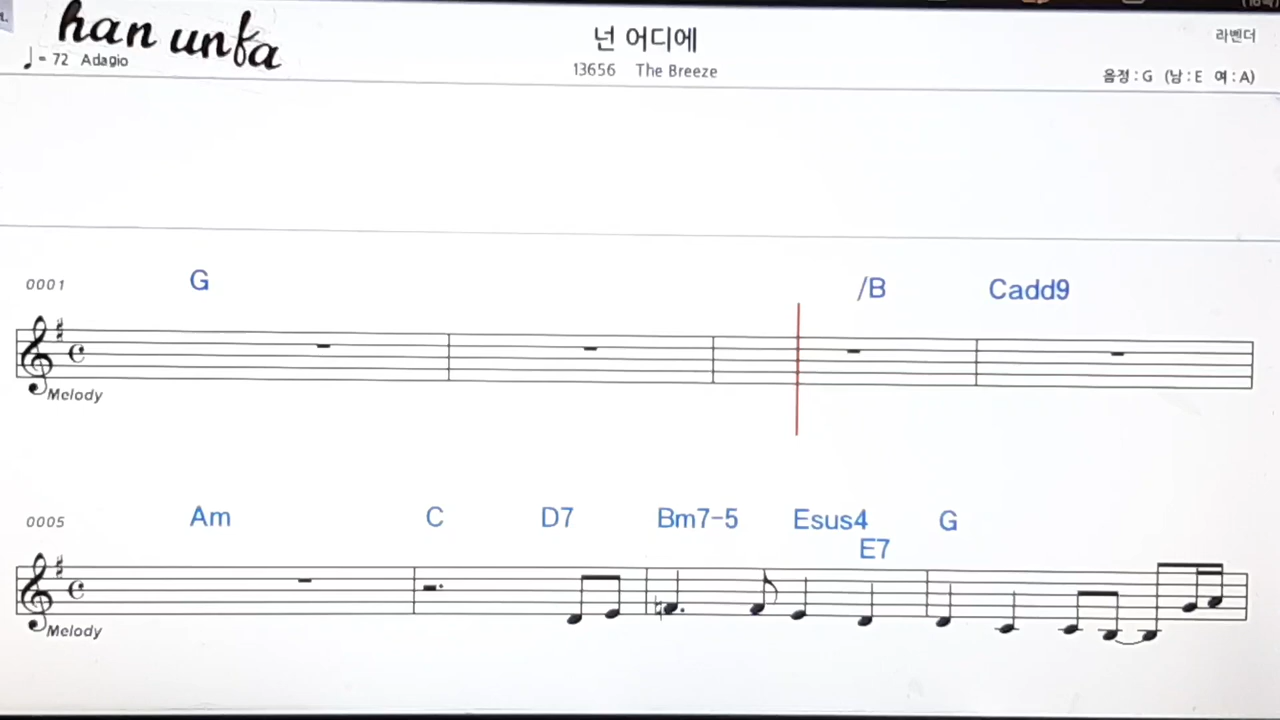 han unfa
넌 어디에
라벤더
♩= 72 Adagio
13656 The Breeze
음정 : G (남 : E 여 : A)
0001
G /B Cadd9
Melody
0005
Am C D7 Bm7-5 Esus4 G
E7
Melody